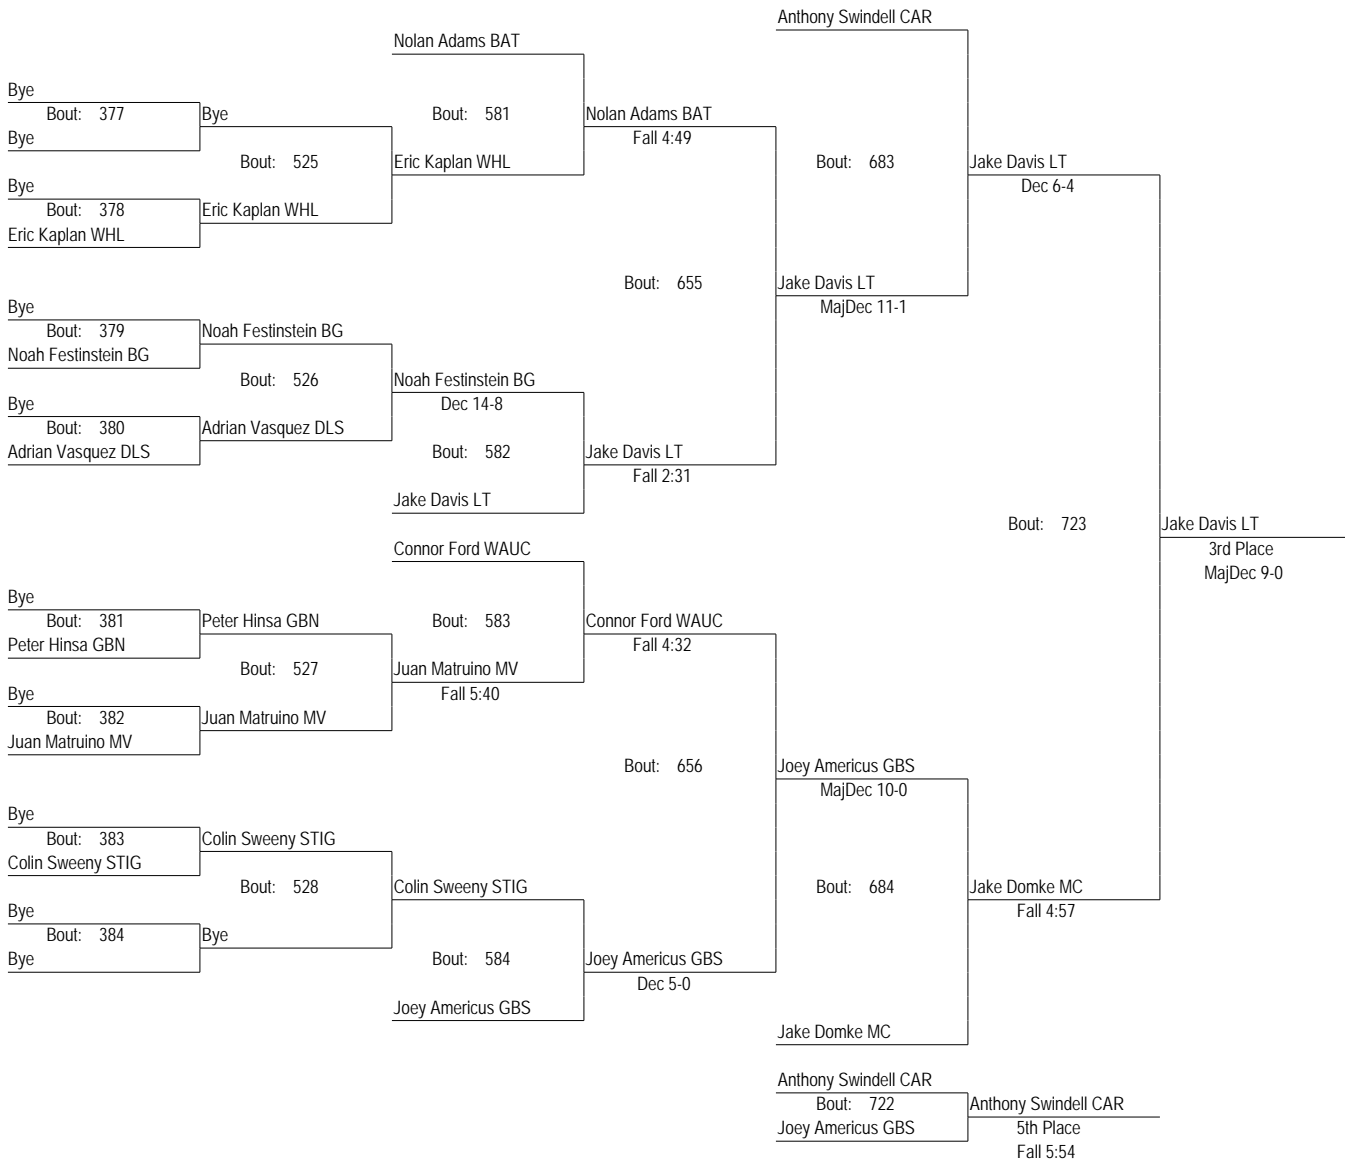 Anthony Swindell CAR
Nolan Adams BAT
Bye
Bout: 377
Bye
Bout: 581
Nolan Adams BAT
Fall 4:49
Bye
Bout: 525
Eric Kaplan WHL
Bout: 683
Jake Davis LT
Dec 6-4
Bye
Bout: 378
Eric Kaplan WHL
Eric Kaplan WHL
Bout: 655
Jake Davis LT
MajDec 11-1
Bye
Bout: 379
Noah Festinstein BG
Noah Festinstein BG
Bout: 526
Noah Festinstein BG
Dec 14-8
Bye
Bout: 380
Adrian Vasquez DLS
Adrian Vasquez DLS
Bout: 582
Jake Davis LT
Fall 2:31
Jake Davis LT
Bout: 723
Jake Davis LT
3rd Place
MajDec 9-0
Connor Ford WAUC
Bye
Bout: 381
Peter Hinsa GBN
Bout: 583
Connor Ford WAUC
Fall 4:32
Peter Hinsa GBN
Bout: 527
Juan Matruino MV
Fall 5:40
Bye
Bout: 382
Juan Matruino MV
Juan Matruino MV
Bout: 656
Joey Americus GBS
MajDec 10-0
Bye
Bout: 383
Colin Sweeny STIG
Colin Sweeny STIG
Bout: 528
Colin Sweeny STIG
Bout: 684
Jake Domke MC
Fall 4:57
Bye
Bout: 384
Bye
Bye
Bout: 584
Joey Americus GBS
Dec 5-0
Joey Americus GBS
Jake Domke MC
Anthony Swindell CAR
Bout: 722
Anthony Swindell CAR
Joey Americus GBS
5th Place
Fall 5:54